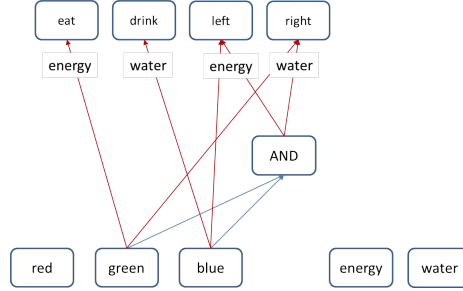 eat drink left right
energy water energy water
AND
red green blue energy water